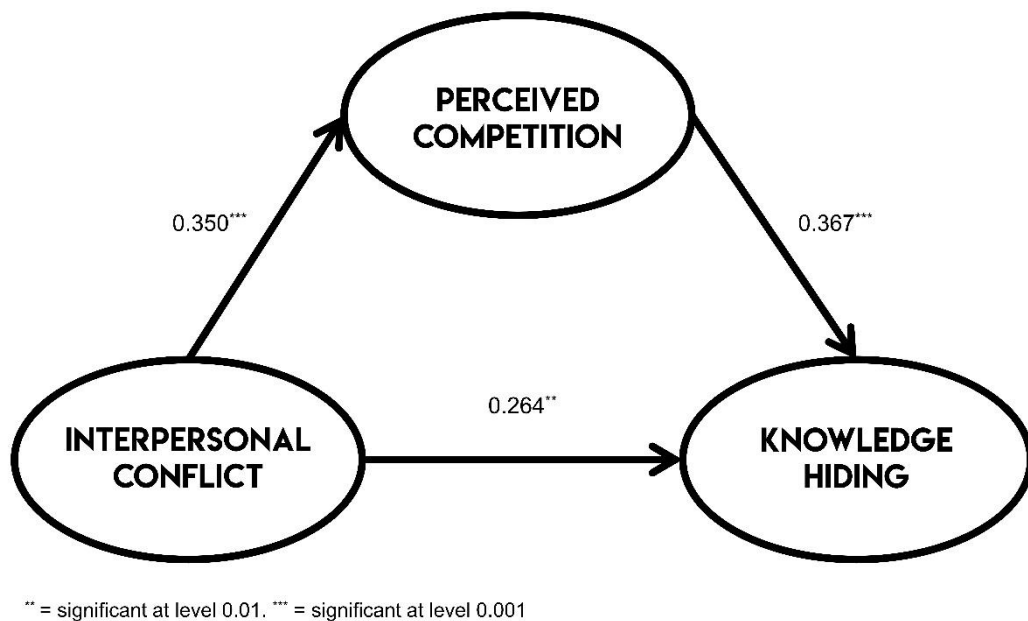 PERCEIVED
COMPETITION
0.350***
0.367***
0.264**
INTERPERSONAL
CONFLICT
KNOWLEDGE
HIDING
** = significant at level 0.01. *** = significant at level 0.001